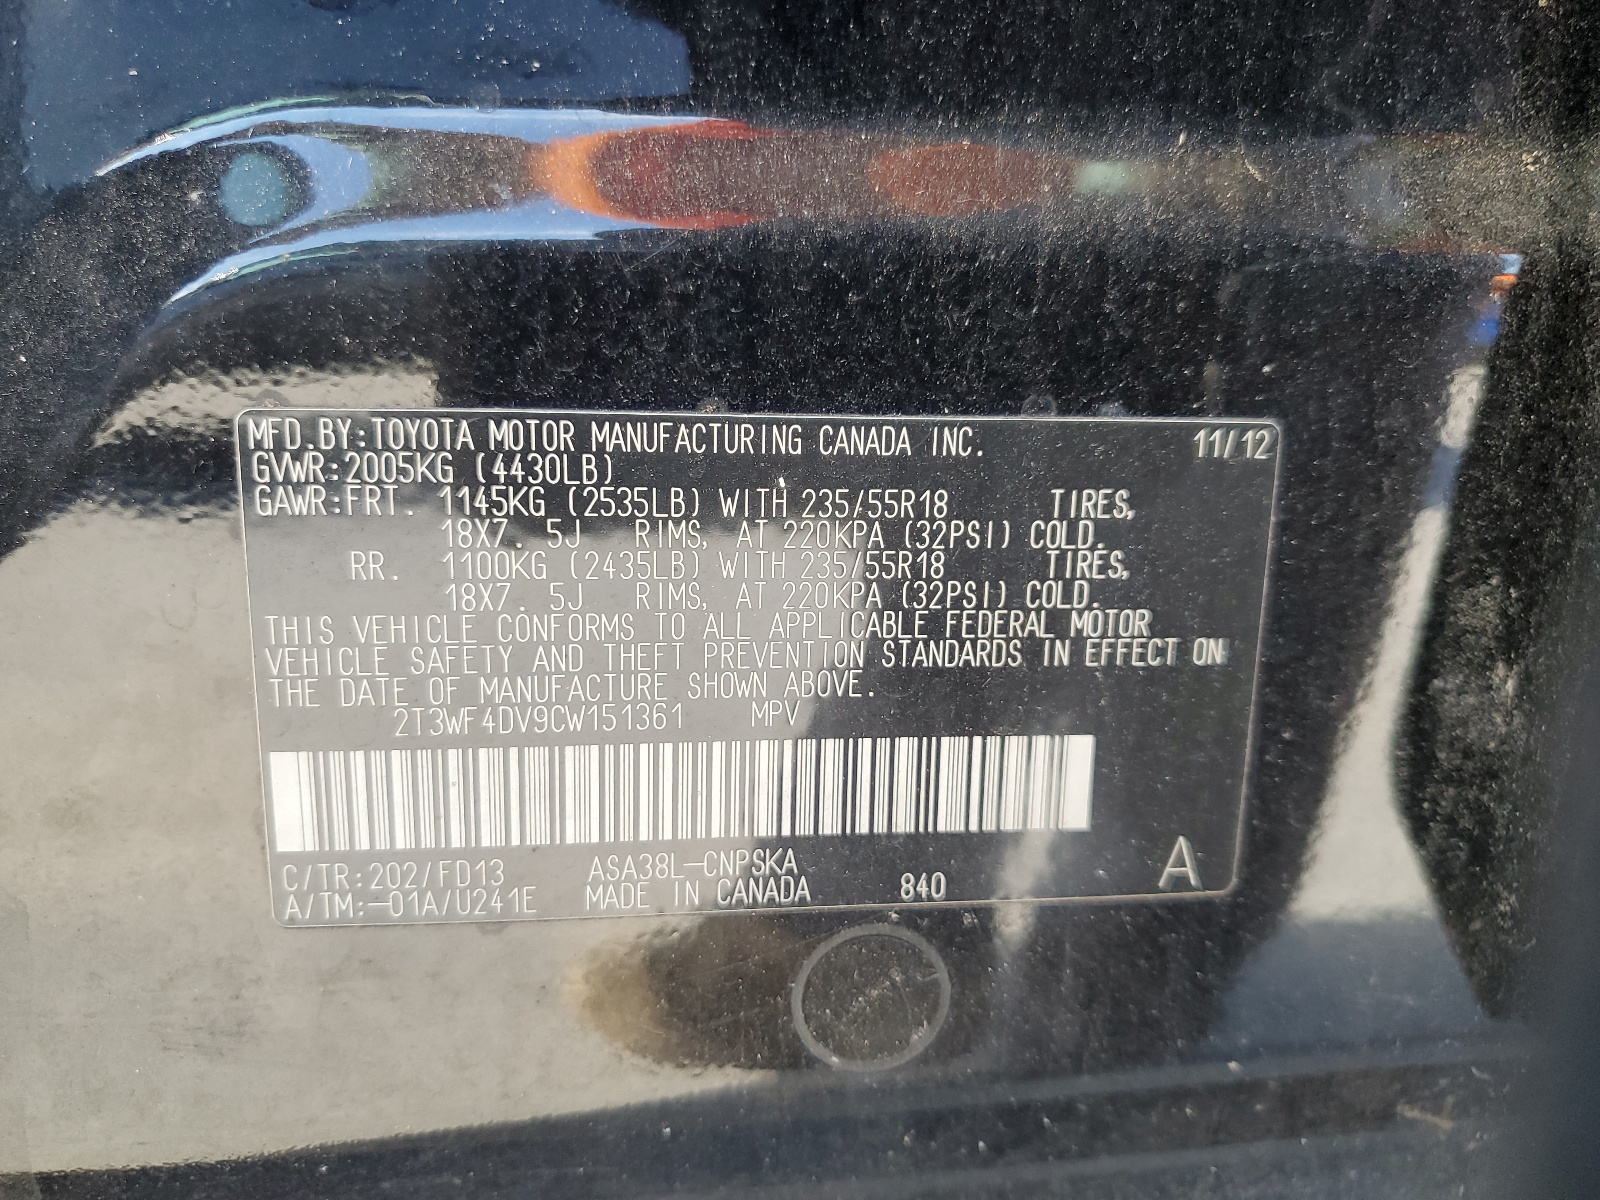 MFD.BY:TOYOTA MOTOR MANUFACTURING CANADA INC. 11/12
GVWR:2005KG (4430LB)
GAWR:FRT. 1145KG (2535LB) WITH 235/55R18 TIRES,
18X7.5J RIMS, AT 220KPA (32PSI) COLD.
RR. 1100KG (2435LB) WITH 235/55R18 TIRES,
18X7.5J RIMS, AT 220KPA (32PSI) COLD.
THIS VEHICLE CONFORMS TO ALL APPLICABLE FEDERAL MOTOR
VEHICLE SAFETY AND THEFT PREVENTION STANDARDS IN EFFECT ON
THE DATE OF MANUFACTURE SHOWN ABOVE.
2T3WF4DV9CW151361 MPV
C/TR:202/FD13 ASA38L-CNPSKA
A/TM:-01A/U241E MADE IN CANADA 840 A